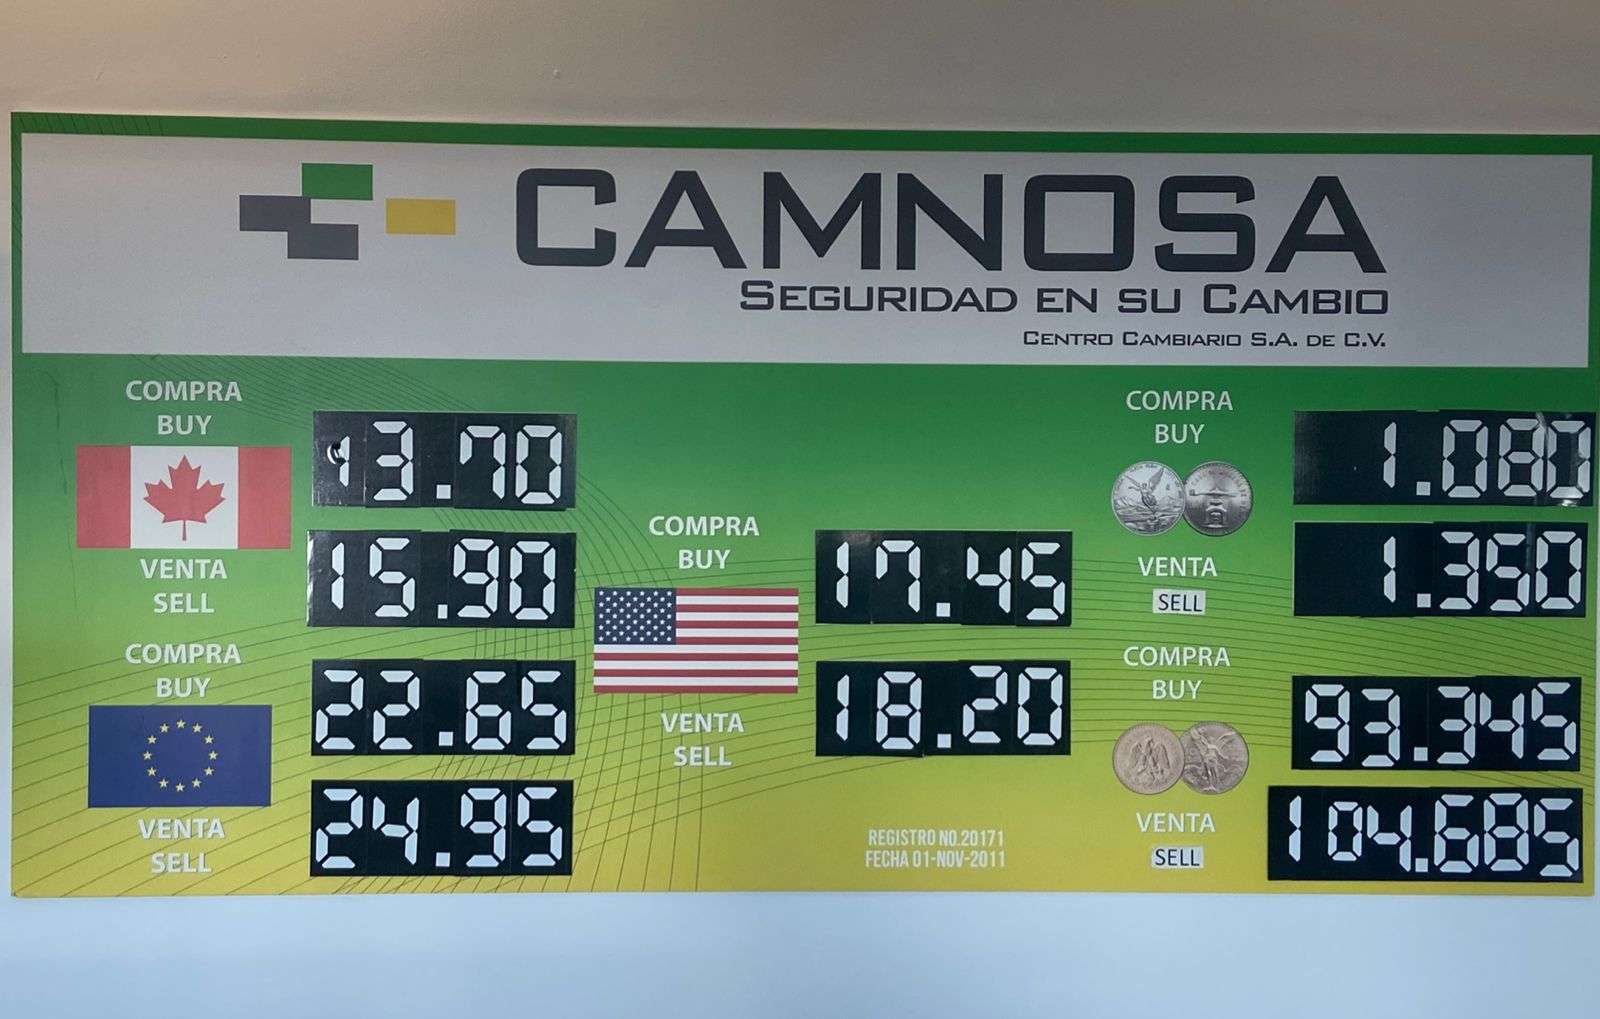 CAMNOSA
SEGURIDAD EN SU CAMBIO
CENTRO CAMBIARIO S.A. DE C.V.
COMPRA
BUY
13.70
VENTA
SELL
15.90
COMPRA
BUY
22.65
VENTA
SELL
24.95
COMPRA
BUY
17.45
VENTA
SELL
18.20
REGISTRO NO.20171
FECHA 01-NOV-2011
COMPRA
BUY
1.080
VENTA
SELL
1.350
COMPRA
BUY
93.345
VENTA
SELL
104.685